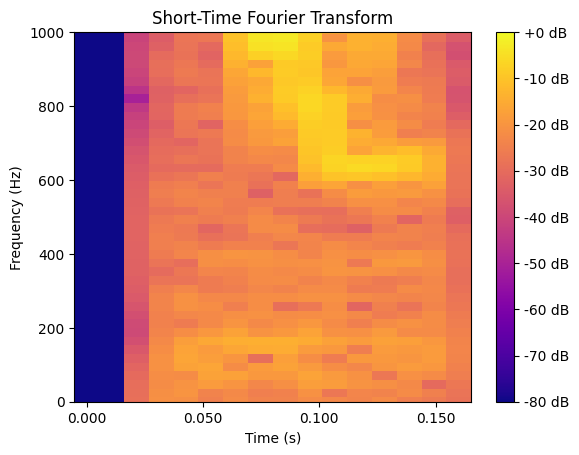 Short-Time Fourier Transform
Frequency (Hz)
1000
800
600
400
200
0
0.000
0.050
0.100
0.150
Time (s)
+0 dB
-10 dB
-20 dB
-30 dB
-40 dB
-50 dB
-60 dB
-70 dB
-80 dB